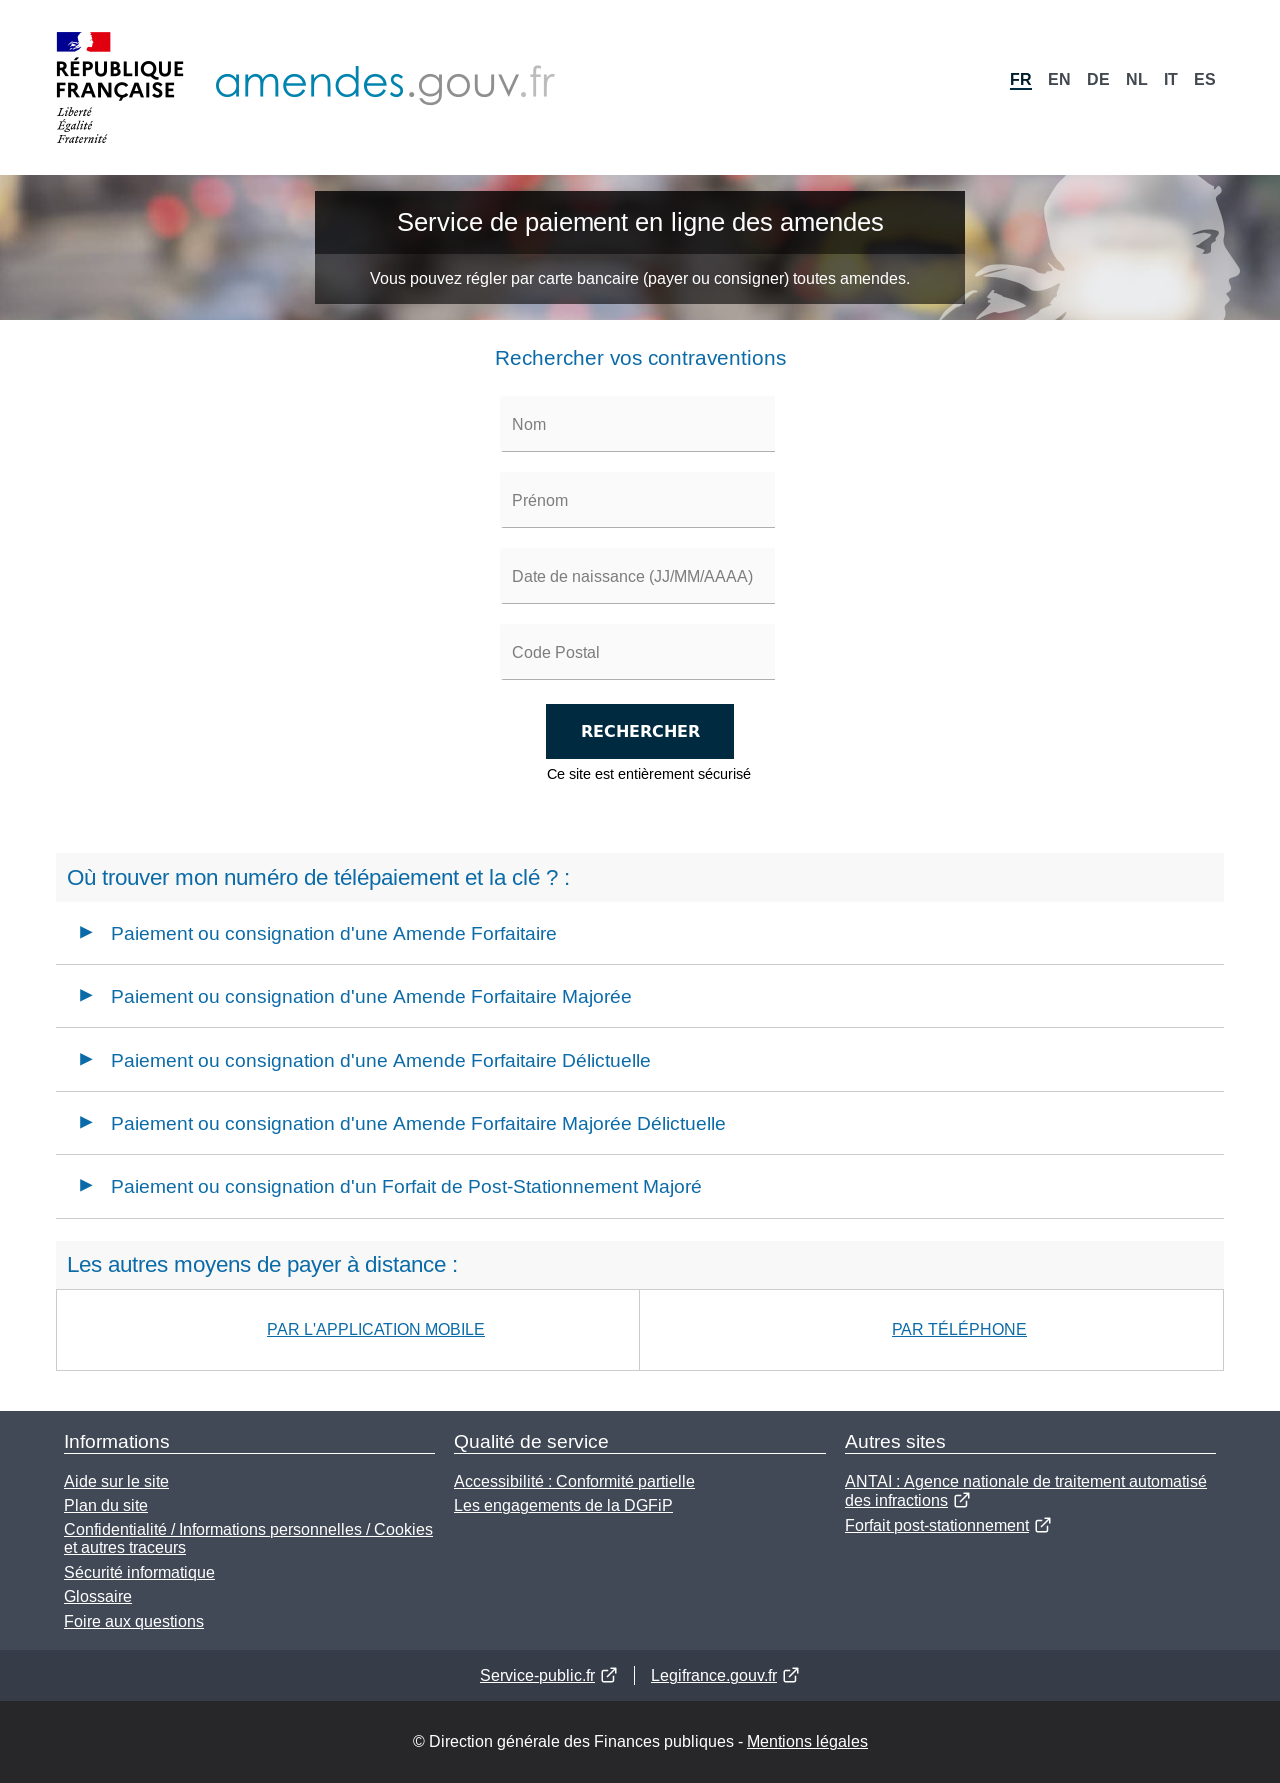 RÉPUBLIQUE
FRANÇAISE
Liberté
Égalité
Fraternité
amendes.gouv.fr
FR EN DE NL IT ES
Service de paiement en ligne des amendes
Vous pouvez régler par carte bancaire (payer ou consigner) toutes amendes.
Rechercher vos contraventions
Nom
Prénom
Date de naissance (JJ/MM/AAAA)
Code Postal
RECHERCHER
Ce site est entièrement sécurisé
Où trouver mon numéro de télépaiement et la clé ? :
Paiement ou consignation d'une Amende Forfaitaire
Paiement ou consignation d'une Amende Forfaitaire Majorée
Paiement ou consignation d'une Amende Forfaitaire Délictuelle
Paiement ou consignation d'une Amende Forfaitaire Majorée Délictuelle
Paiement ou consignation d'un Forfait de Post-Stationnement Majoré
Les autres moyens de payer à distance :
PAR L'APPLICATION MOBILE
PAR TÉLÉPHONE
Informations
Aide sur le site
Plan du site
Confidentialité / Informations personnelles / Cookies
et autres traceurs
Sécurité informatique
Glossaire
Foire aux questions
Qualité de service
Accessibilité : Conformité partielle
Les engagements de la DGFiP
Autres sites
ANTAI : Agence nationale de traitement automatisé
des infractions
Forfait post-stationnement
Service-public.fr
Legifrance.gouv.fr
© Direction générale des Finances publiques - Mentions légales